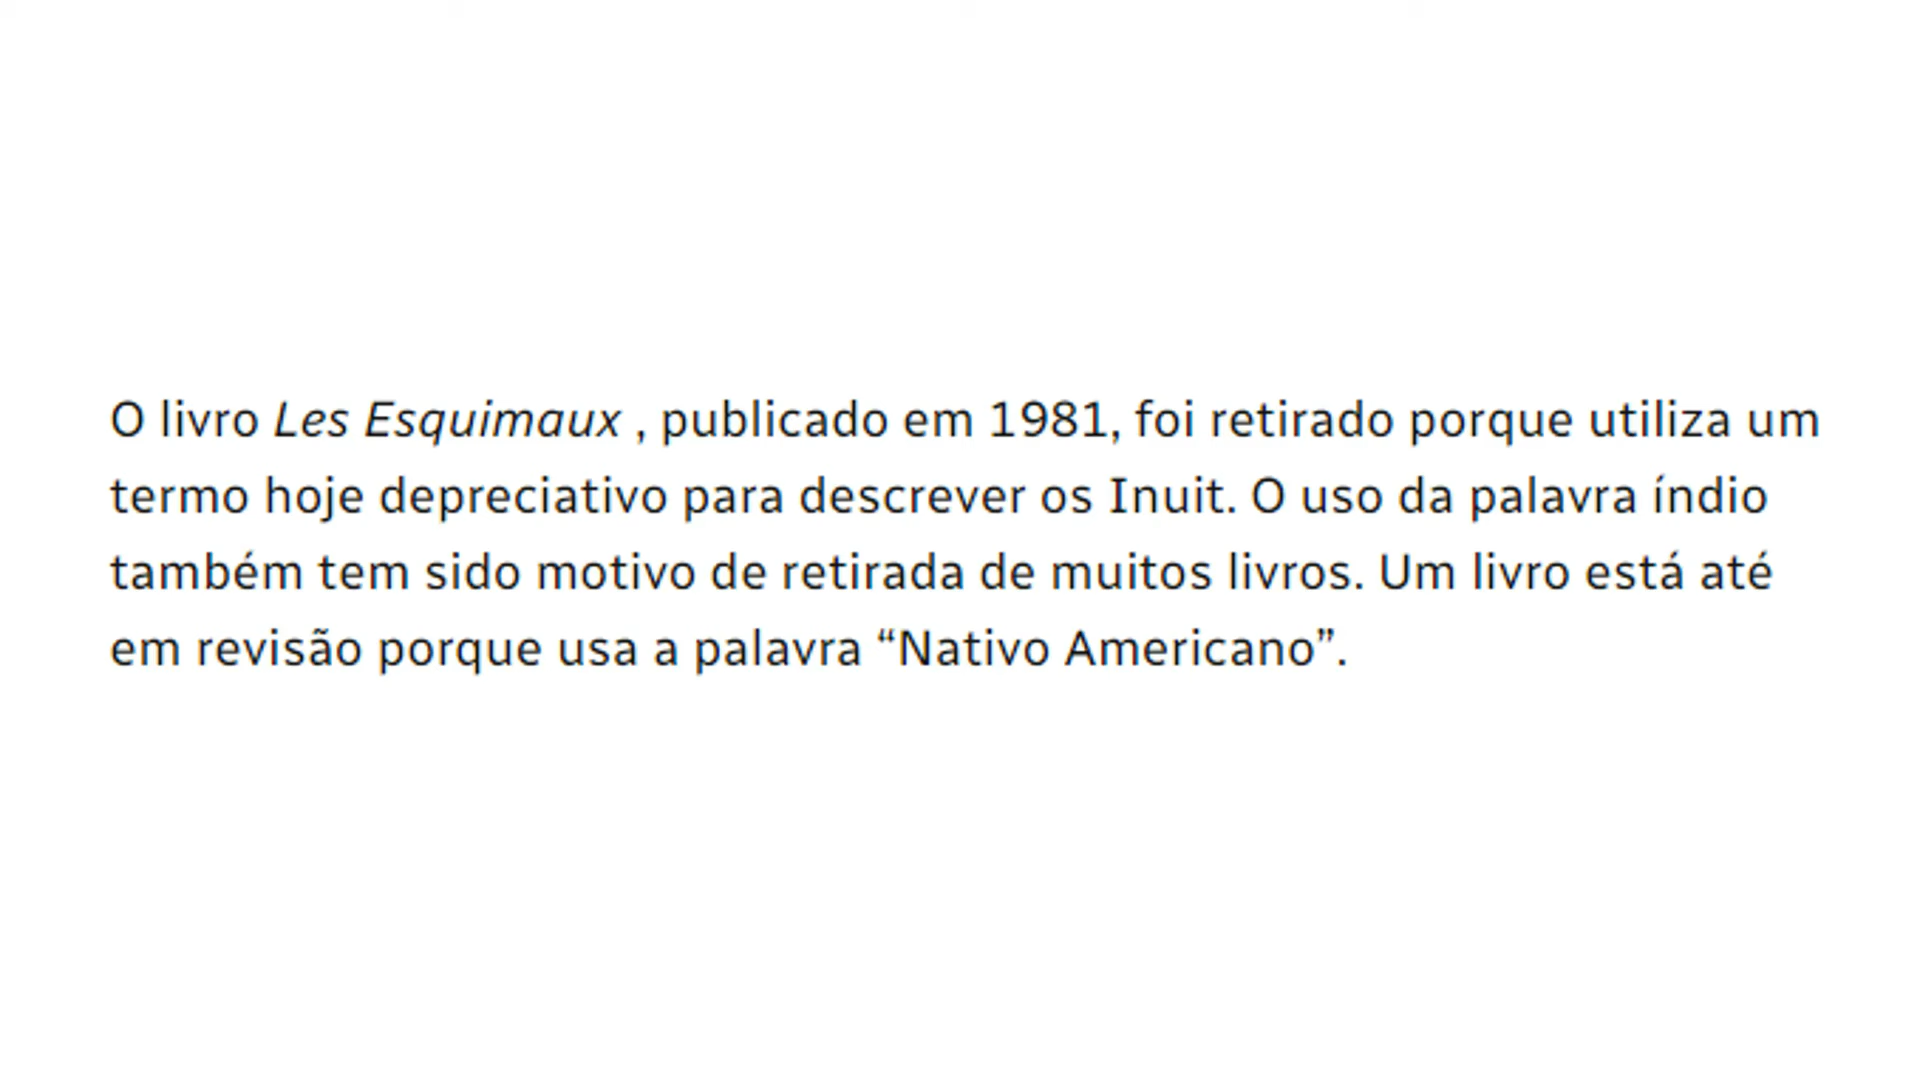 O livro Les Esquimaux , publicado em 1981, foi retirado porque utiliza um
termo hoje depreciativo para descrever os Inuit. O uso da palavra índio
também tem sido motivo de retirada de muitos livros. Um livro está até
em revisão porque usa a palavra “Nativo Americano”.